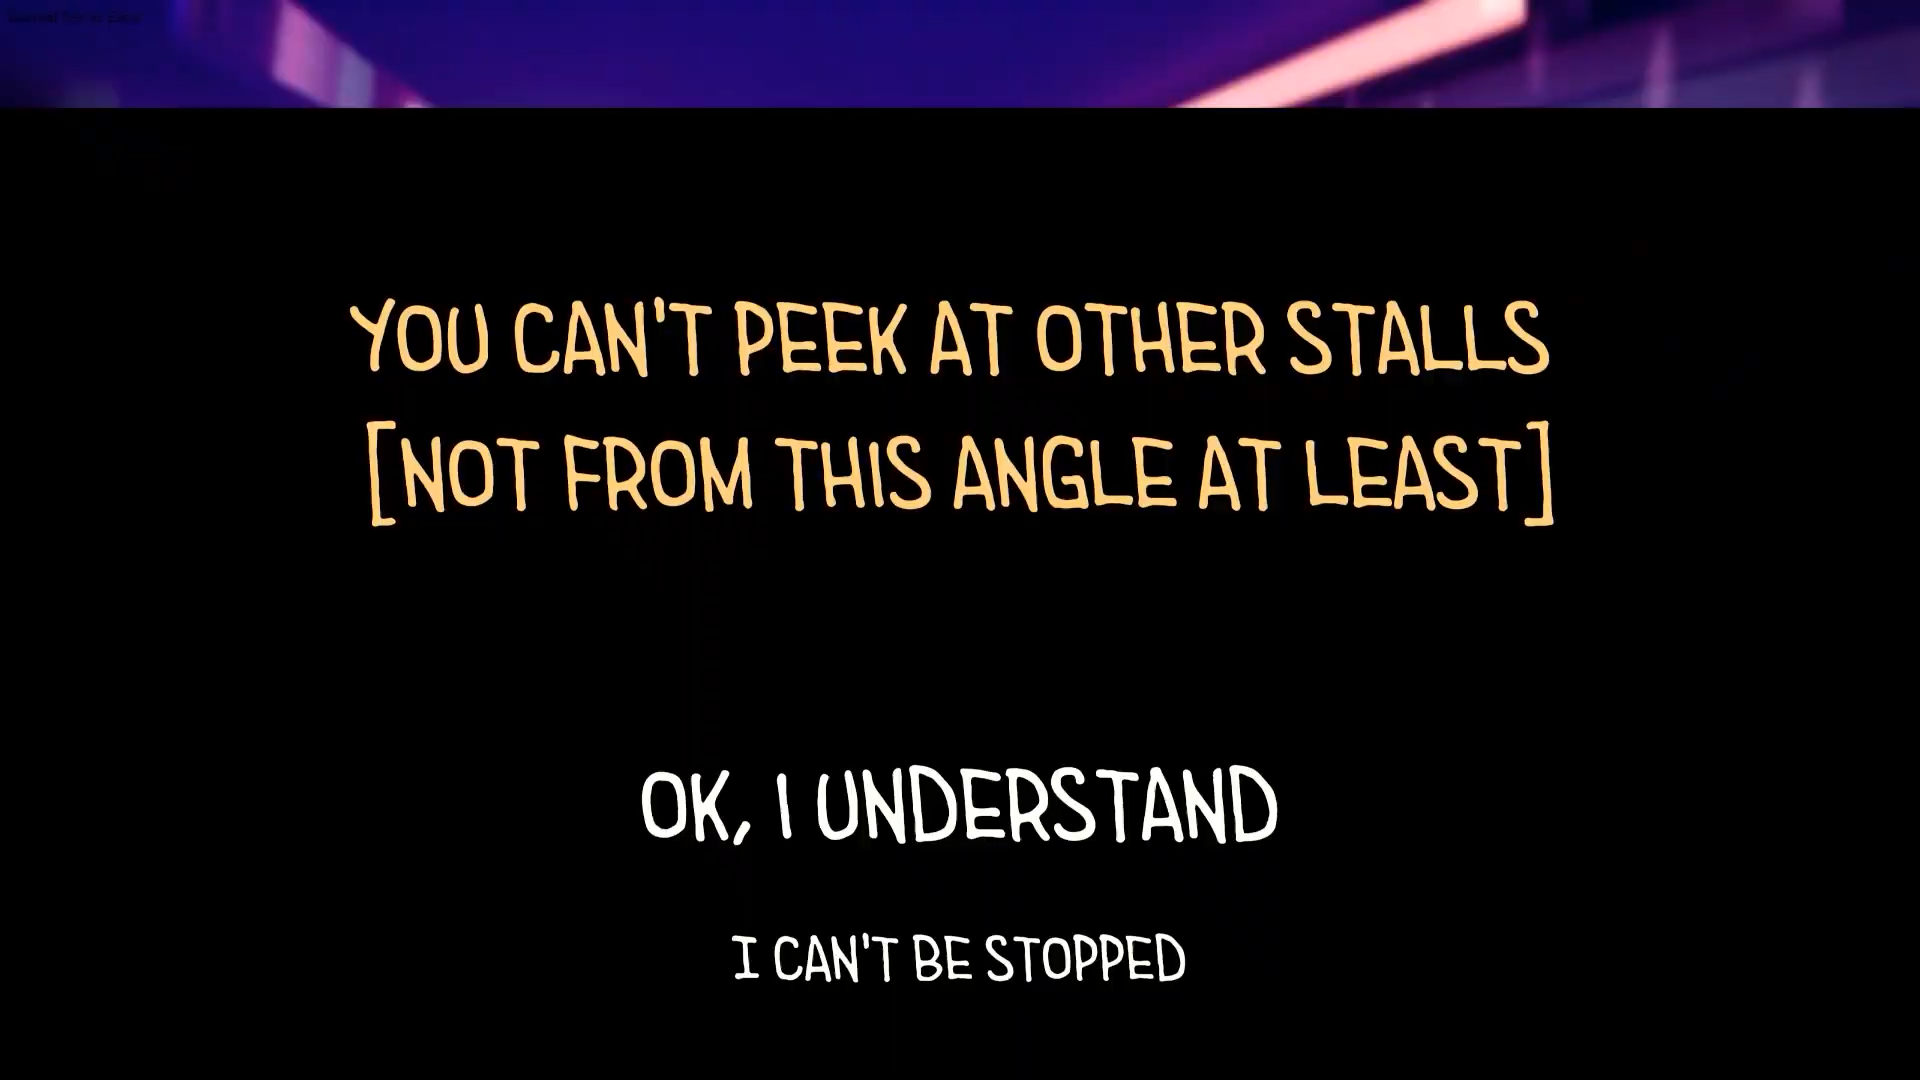 YOU CAN'T PEEK AT OTHER STALLS
[NOT FROM THIS ANGLE AT LEAST]
OK, I UNDERSTAND
I CAN'T BE STOPPED